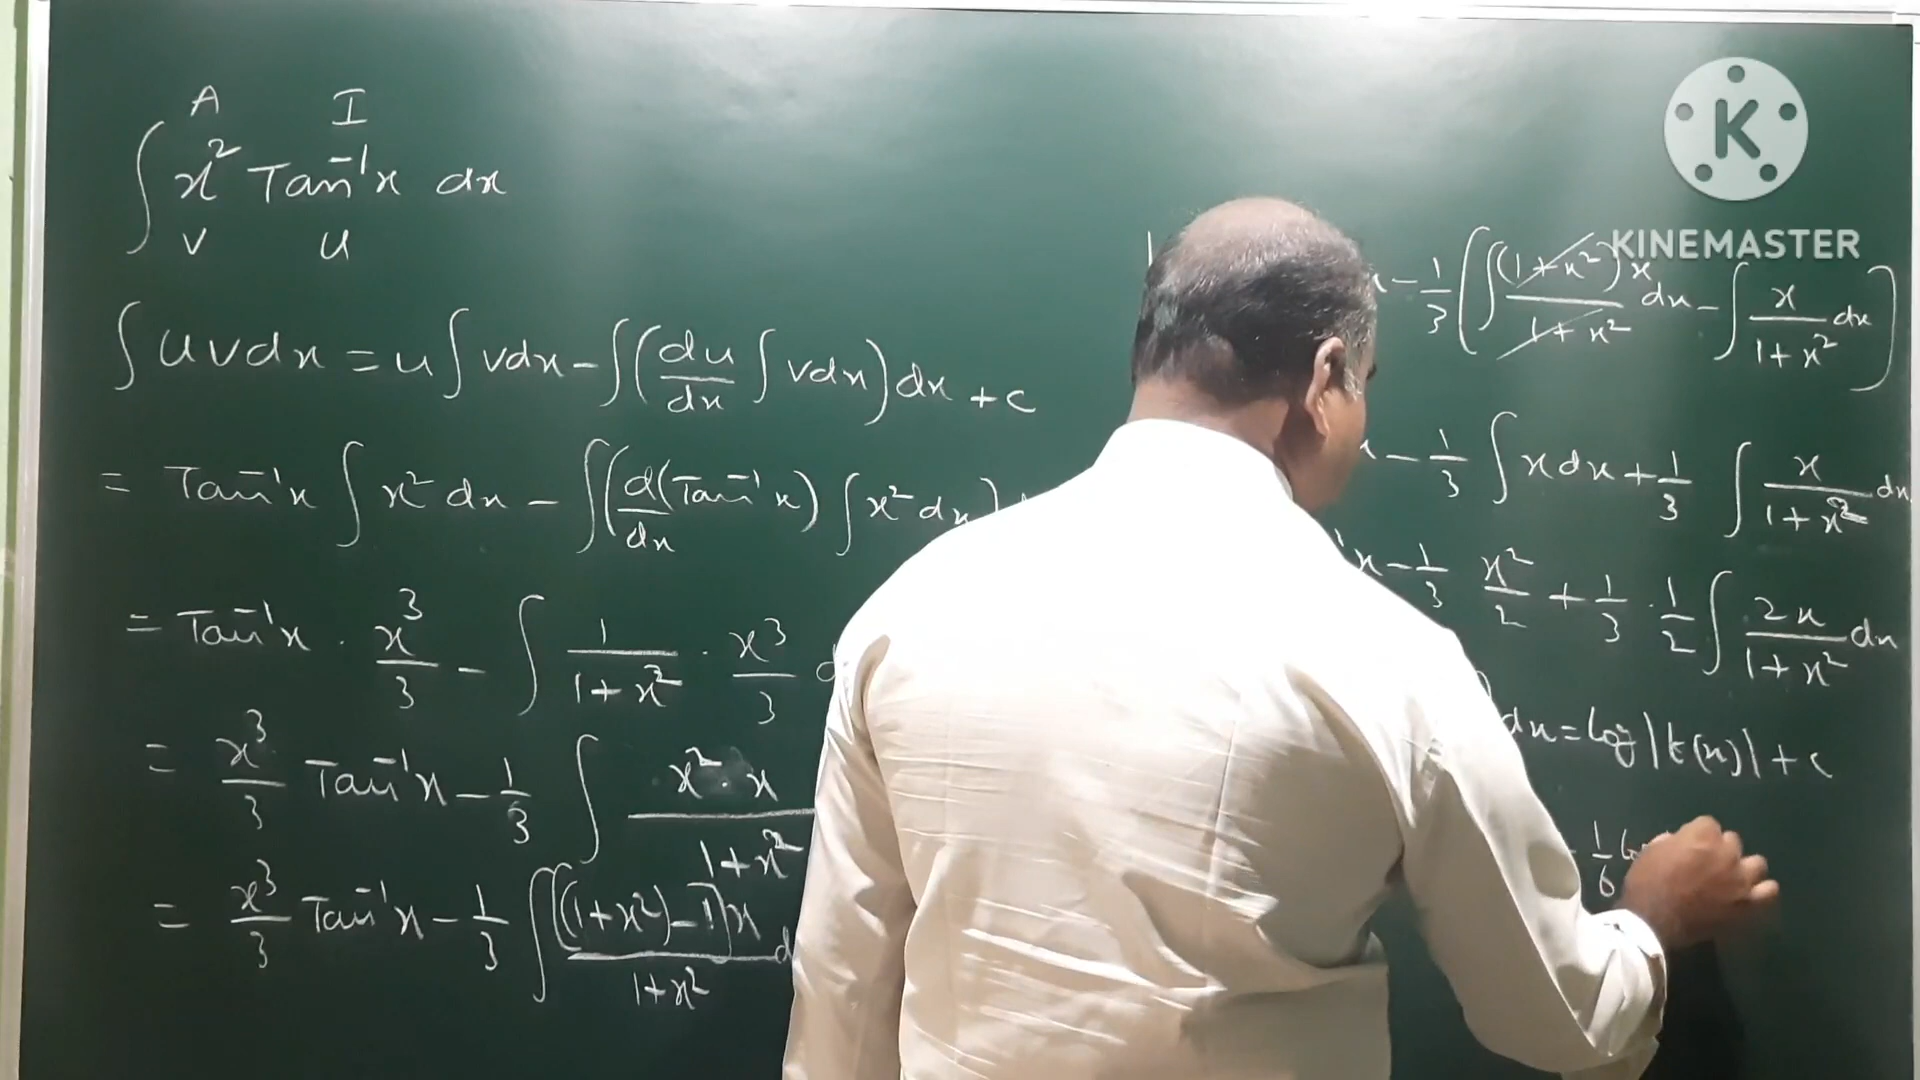 A I
∫ x² Tan⁻¹x dx
V U
∫ u v dx = u ∫ v dx - ∫ (du/dx ∫ v dx) dx + c
= Tan⁻¹x ∫ x² dx - ∫ (d/dx (Tan⁻¹x) ∫ x² dx)
= Tan⁻¹x · x³/3 - ∫ 1/(1+x²) · x³/3 d
= x³/3 Tan⁻¹x - 1/3 ∫ x²·x/(1+x²)
= x³/3 Tan⁻¹x - 1/3 ∫ [(1+x²)-1]x/(1+x²) d
KINEMASTER
- 1/3 (∫ (1+x²)x/(1+x²) dx - ∫ x/(1+x²) dx)
- 1/3 ∫ x dx + 1/3 ∫ x/(1+x²) dx
x - 1/3 x²/2 + 1/3 · 1/2 ∫ 2x/(1+x²) dx
dx = log |f(x)| + c
1/6 log